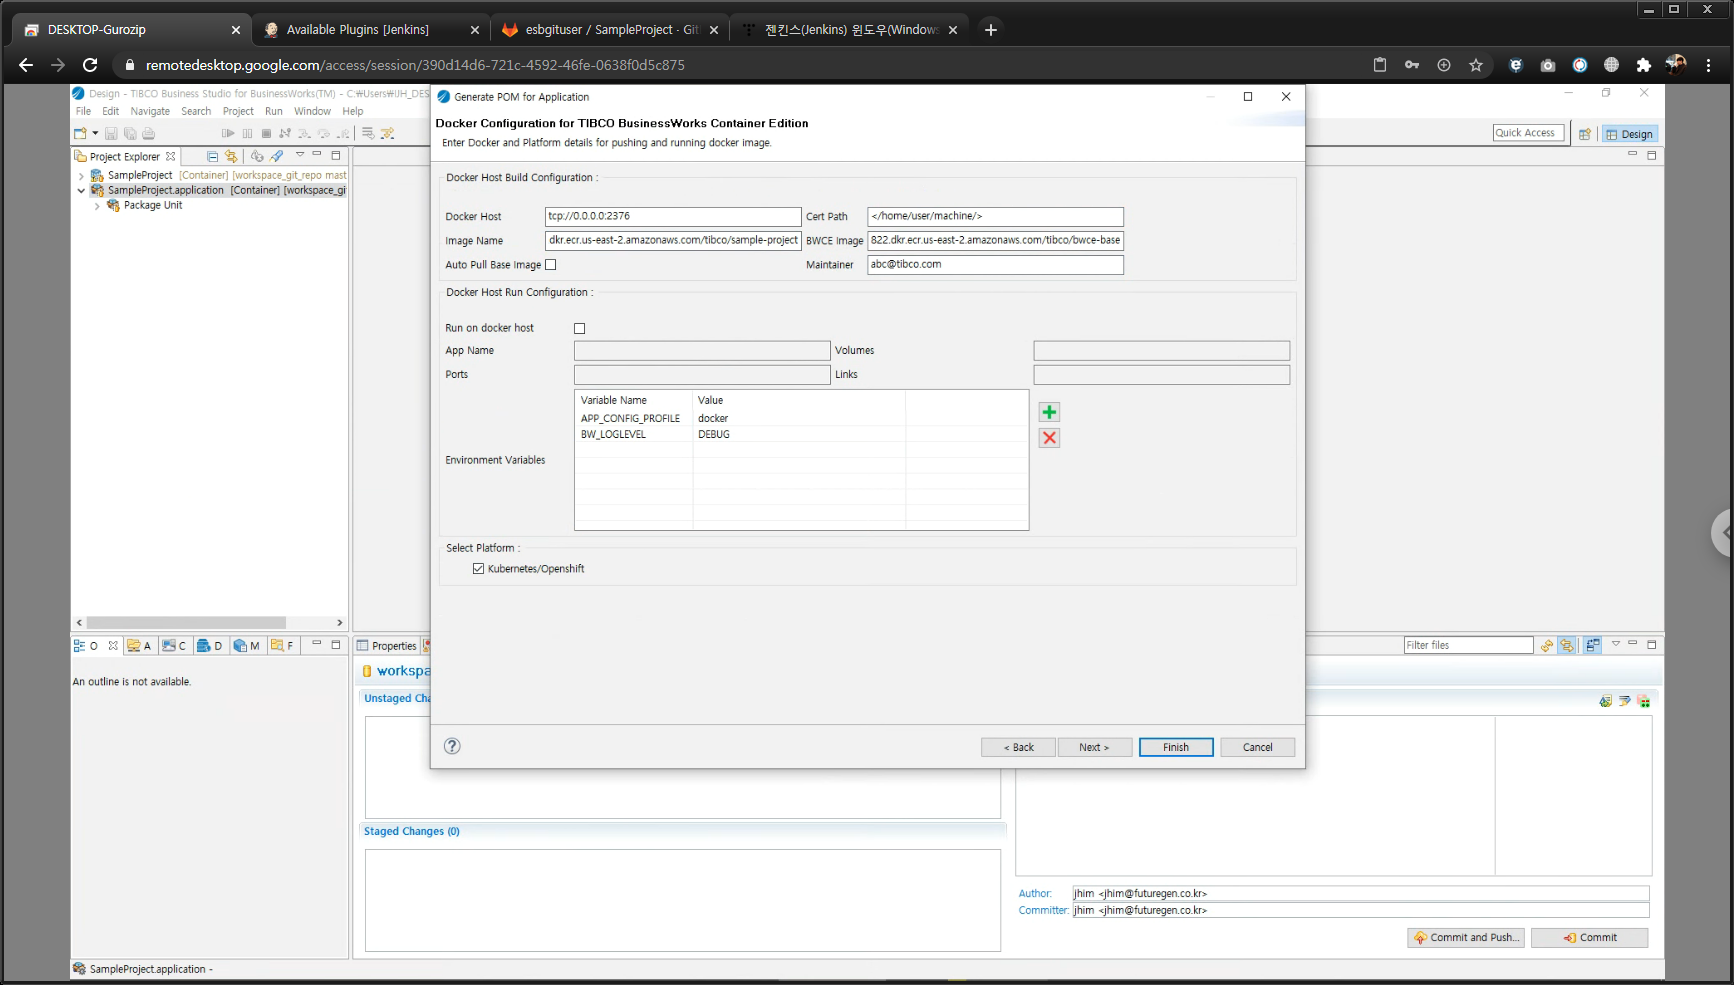 DESKTOP-Gurozip
Available Plugins [Jenkins]
esbgituser / SampleProject · Git
젠킨스(Jenkins) 윈도우(Windows
remotedesktop.google.com/access/session/390d14d6-721c-4592-46fe-0638f0d5c875
Design - TIBCO Business Studio for BusinessWorks(TM) - C:₩Users₩IJH_DES
File Edit Navigate Search Project Run Window Help
Quick Access
Design
Project Explorer
SampleProject [Container] [workspace_git_repo mast
SampleProject.application [Container] [workspace_git
Package Unit
Generate POM for Application
Docker Configuration for TIBCO BusinessWorks Container Edition
Enter Docker and Platform details for pushing and running docker image.
Docker Host Build Configuration :
Docker Host tcp://0.0.0.0:2376 Cert Path </home/user/machine/>
Image Name dkr.ecr.us-east-2.amazonaws.com/tibco/sample-project BWCE Image 822.dkr.ecr.us-east-2.amazonaws.com/tibco/bwce-base
Auto Pull Base Image Maintainer abc@tibco.com
Docker Host Run Configuration :
Run on docker host
App Name Volumes
Ports Links
Variable Name Value
APP_CONFIG_PROFILE docker
BW_LOGLEVEL DEBUG
Environment Variables
Select Platform :
Kubernetes/Openshift
< Back Next > Finish Cancel
O A C D M F
An outline is not available.
Properties
Filter files
workspa
Unstaged Cha
Staged Changes (0)
Author: jhim <jhim@futuregen.co.kr>
Committer: jhim <jhim@futuregen.co.kr>
Commit and Push... Commit
SampleProject.application -